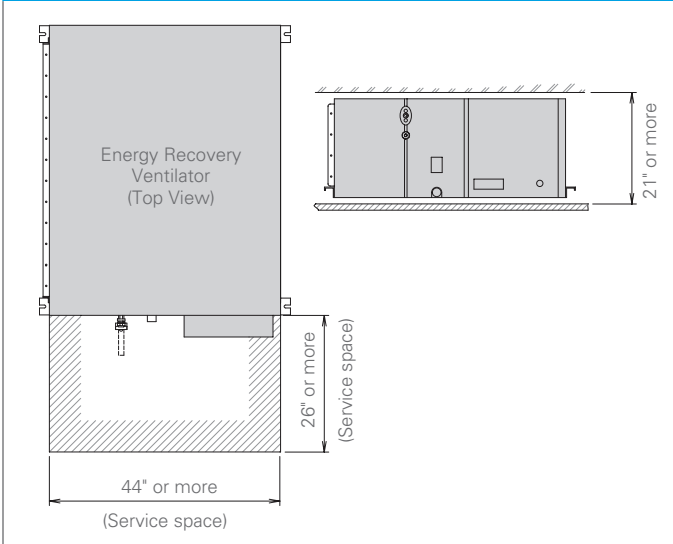 Energy Recovery
Ventilator
(Top View)
21" or more
26" or more
(Service space)
44" or more
(Service space)